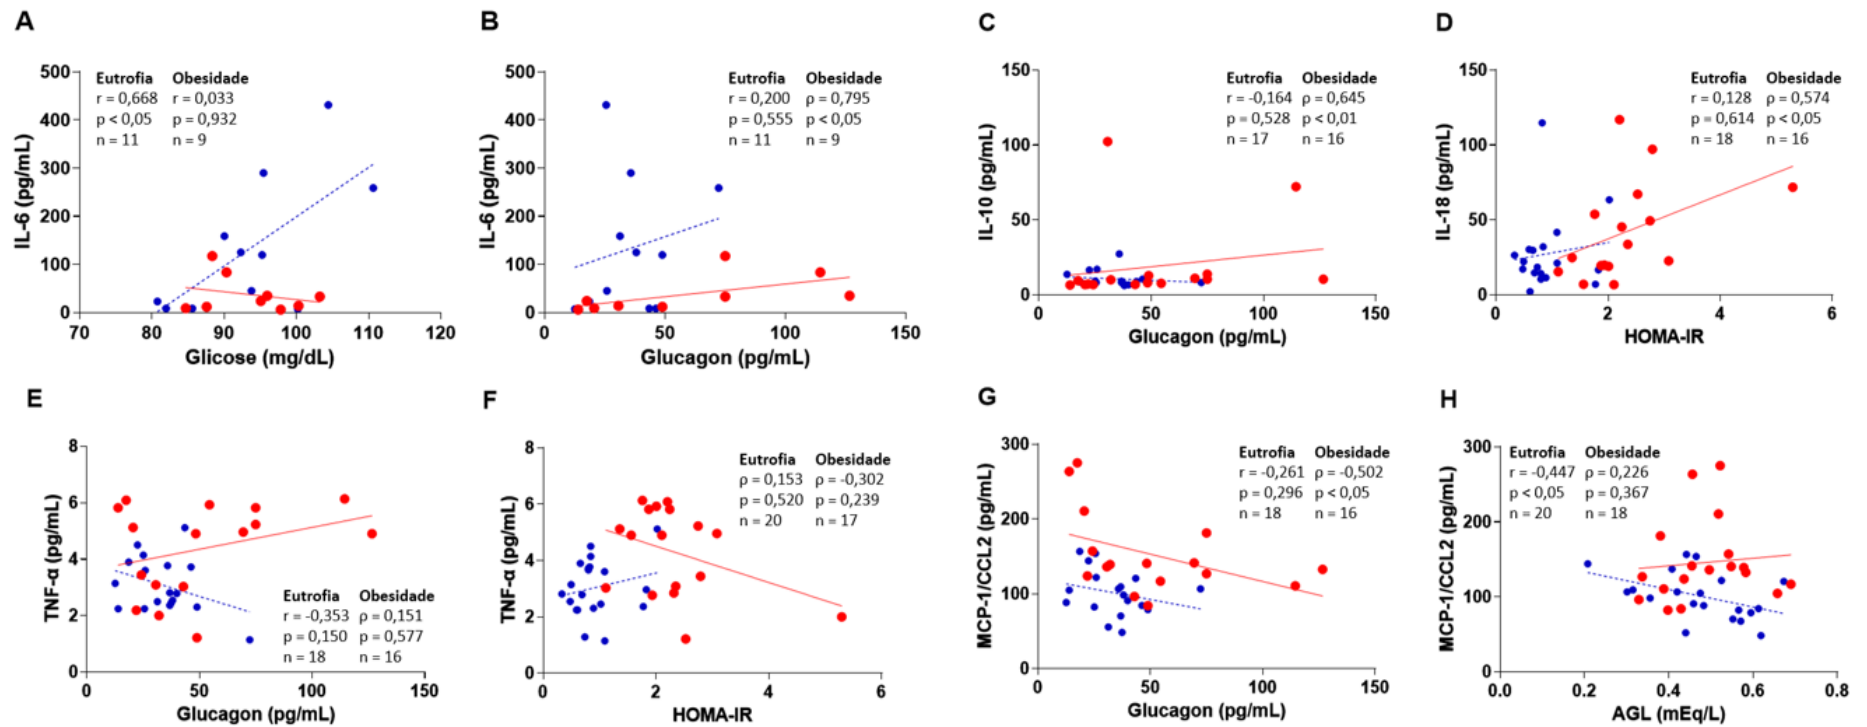 A
Eutrofia Obesidade
r = 0,668 r = 0,033
p < 0,05 p = 0,932
n = 11 n = 9
500
400
300
200
100
0
IL-6 (pg/mL)
70 80 90 100 110 120
Glicose (mg/dL)
B
Eutrofia Obesidade
r = 0,200 ρ = 0,795
p = 0,555 p < 0,05
n = 11 n = 9
500
400
300
200
100
0
IL-6 (pg/mL)
0 50 100 150
Glucagon (pg/mL)
C
Eutrofia Obesidade
r = -0,164 ρ = 0,645
p = 0,528 p < 0,01
n = 17 n = 16
150
100
50
0
IL-10 (pg/mL)
0 50 100 150
Glucagon (pg/mL)
D
Eutrofia Obesidade
r = 0,128 ρ = 0,574
p = 0,614 p < 0,05
n = 18 n = 16
150
100
50
0
IL-18 (pg/mL)
0 2 4 6
HOMA-IR
E
8
6
4
2
0
TNF-α (pg/mL)
Eutrofia Obesidade
r = -0,353 ρ = 0,151
p = 0,150 p = 0,577
n = 18 n = 16
0 50 100 150
Glucagon (pg/mL)
F
Eutrofia Obesidade
ρ = 0,153 ρ = -0,302
p = 0,520 p = 0,239
n = 20 n = 17
8
6
4
2
0
TNF-α (pg/mL)
0 2 4 6
HOMA-IR
G
Eutrofia Obesidade
r = -0,261 ρ = -0,502
p = 0,296 p < 0,05
n = 18 n = 16
300
200
100
0
MCP-1/CCL2 (pg/mL)
0 50 100 150
Glucagon (pg/mL)
H
Eutrofia Obesidade
r = -0,447 ρ = 0,226
p < 0,05 p = 0,367
n = 20 n = 18
300
200
100
0
MCP-1/CCL2 (pg/mL)
0.0 0.2 0.4 0.6 0.8
AGL (mEq/L)